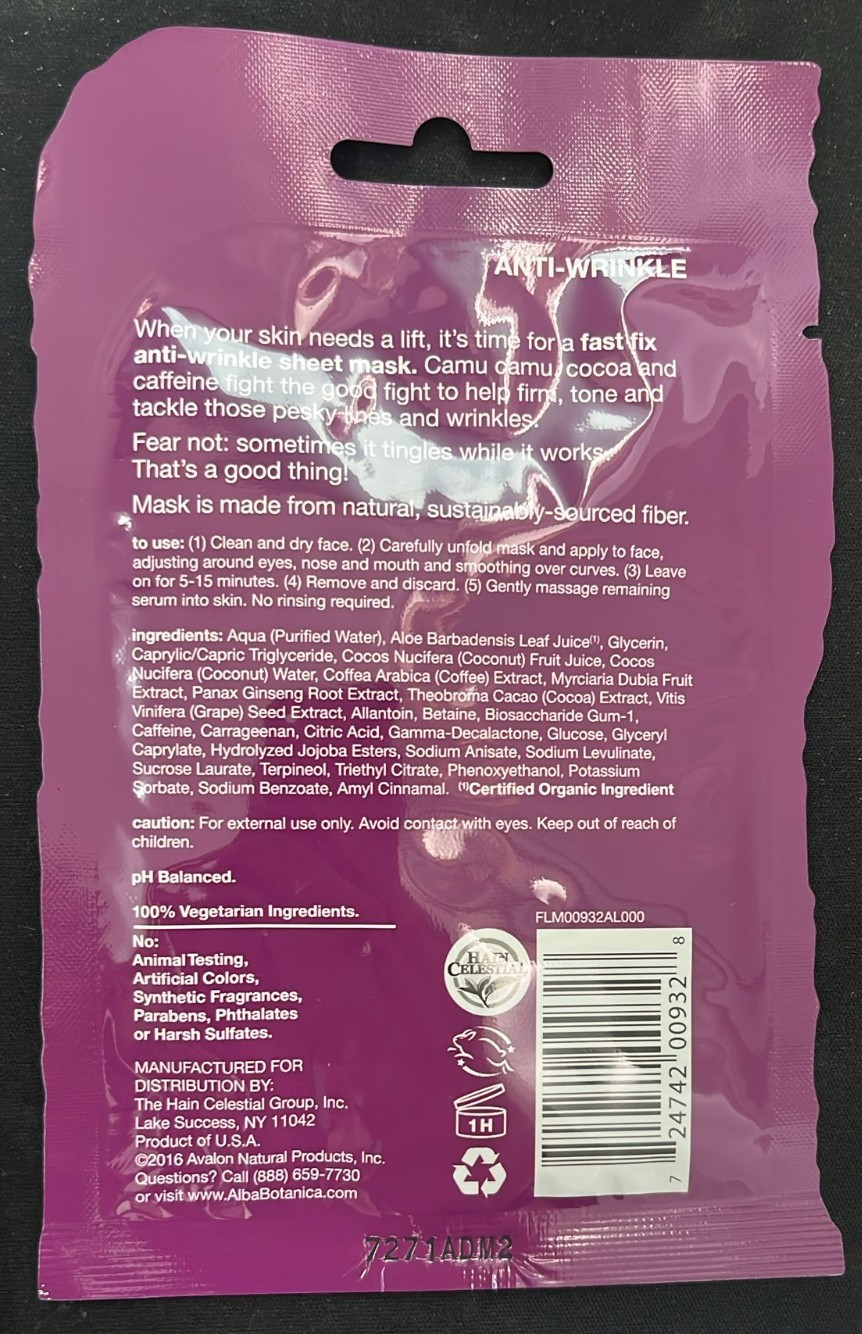 ANTI-WRINKLE
When your skin needs a lift, it's time for a fast fix
anti-wrinkle sheet mask. Camu camu, cocoa and
caffeine fight the good fight to help firm, tone and
tackle those pesky lines and wrinkles.
Fear not: sometimes it tingles while it works.
That's a good thing!
Mask is made from natural, sustainably-sourced fiber.
to use: (1) Clean and dry face. (2) Carefully unfold mask and apply to face,
adjusting around eyes, nose and mouth and smoothing over curves. (3) Leave
on for 5-15 minutes. (4) Remove and discard. (5) Gently massage remaining
serum into skin. No rinsing required.
ingredients: Aqua (Purified Water), Aloe Barbadensis Leaf Juice⁽¹⁾, Glycerin,
Caprylic/Capric Triglyceride, Cocos Nucifera (Coconut) Fruit Juice, Cocos
Nucifera (Coconut) Water, Coffea Arabica (Coffee) Extract, Myrciaria Dubia Fruit
Extract, Panax Ginseng Root Extract, Theobroma Cacao (Cocoa) Extract, Vitis
Vinifera (Grape) Seed Extract, Allantoin, Betaine, Biosaccharide Gum-1,
Caffeine, Carrageenan, Citric Acid, Gamma-Decalactone, Glucose, Glyceryl
Caprylate, Hydrolyzed Jojoba Esters, Sodium Anisate, Sodium Levulinate,
Sucrose Laurate, Terpineol, Triethyl Citrate, Phenoxyethanol, Potassium
Sorbate, Sodium Benzoate, Amyl Cinnamal. ⁽¹⁾Certified Organic Ingredient
caution: For external use only. Avoid contact with eyes. Keep out of reach of
children.
pH Balanced.
100% Vegetarian Ingredients.
No:
Animal Testing,
Artificial Colors,
Synthetic Fragrances,
Parabens, Phthalates
or Harsh Sulfates.
MANUFACTURED FOR
DISTRIBUTION BY:
The Hain Celestial Group, Inc.
Lake Success, NY 11042
Product of U.S.A.
©2016 Avalon Natural Products, Inc.
Questions? Call (888) 659-7730
or visit www.AlbaBotanica.com
FLM00932AL000
HAIN
CELESTIAL
1H
7 24742 00932 8
7271ADM2